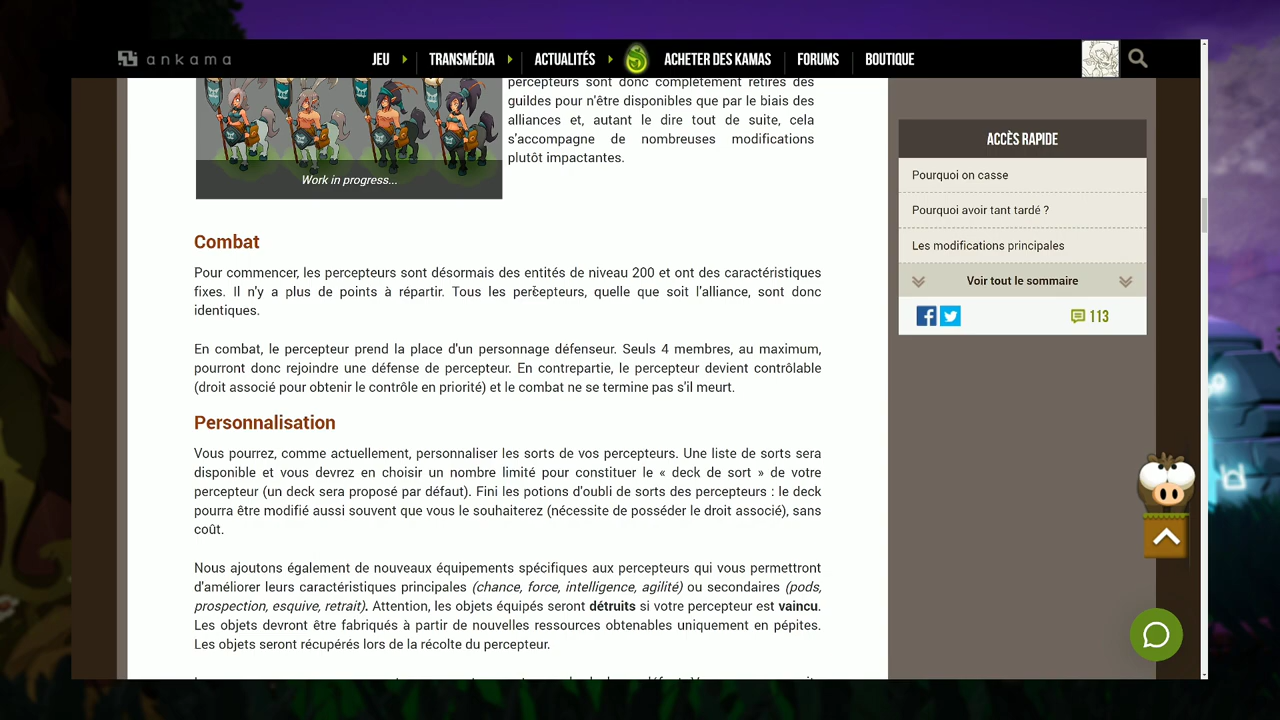 ankama
JEU
TRANSMÉDIA
ACTUALITÉS
ACHETER DES KAMAS
FORUMS
BOUTIQUE
percepteurs sont donc complètement retirés des
guildes pour n'être disponibles que par le biais des
alliances et, autant le dire tout de suite, cela
s'accompagne de nombreuses modifications
plutôt impactantes.
Work in progress...
Combat
Pour commencer, les percepteurs sont désormais des entités de niveau 200 et ont des caractéristiques
fixes. Il n'y a plus de points à répartir. Tous les percepteurs, quelle que soit l'alliance, sont donc
identiques.
En combat, le percepteur prend la place d'un personnage défenseur. Seuls 4 membres, au maximum,
pourront donc rejoindre une défense de percepteur. En contrepartie, le percepteur devient contrôlable
(droit associé pour obtenir le contrôle en priorité) et le combat ne se termine pas s'il meurt.
Personnalisation
Vous pourrez, comme actuellement, personnaliser les sorts de vos percepteurs. Une liste de sorts sera
disponible et vous devrez en choisir un nombre limité pour constituer le « deck de sort » de votre
percepteur (un deck sera proposé par défaut). Fini les potions d'oubli de sorts des percepteurs : le deck
pourra être modifié aussi souvent que vous le souhaiterez (nécessite de posséder le droit associé), sans
coût.
Nous ajoutons également de nouveaux équipements spécifiques aux percepteurs qui vous permettront
d'améliorer leurs caractéristiques principales (chance, force, intelligence, agilité) ou secondaires (pods,
prospection, esquive, retrait). Attention, les objets équipés seront détruits si votre percepteur est vaincu.
Les objets devront être fabriqués à partir de nouvelles ressources obtenables uniquement en pépites.
Les objets seront récupérés lors de la récolte du percepteur.
ACCÈS RAPIDE
Pourquoi on casse
Pourquoi avoir tant tardé ?
Les modifications principales
Voir tout le sommaire
113